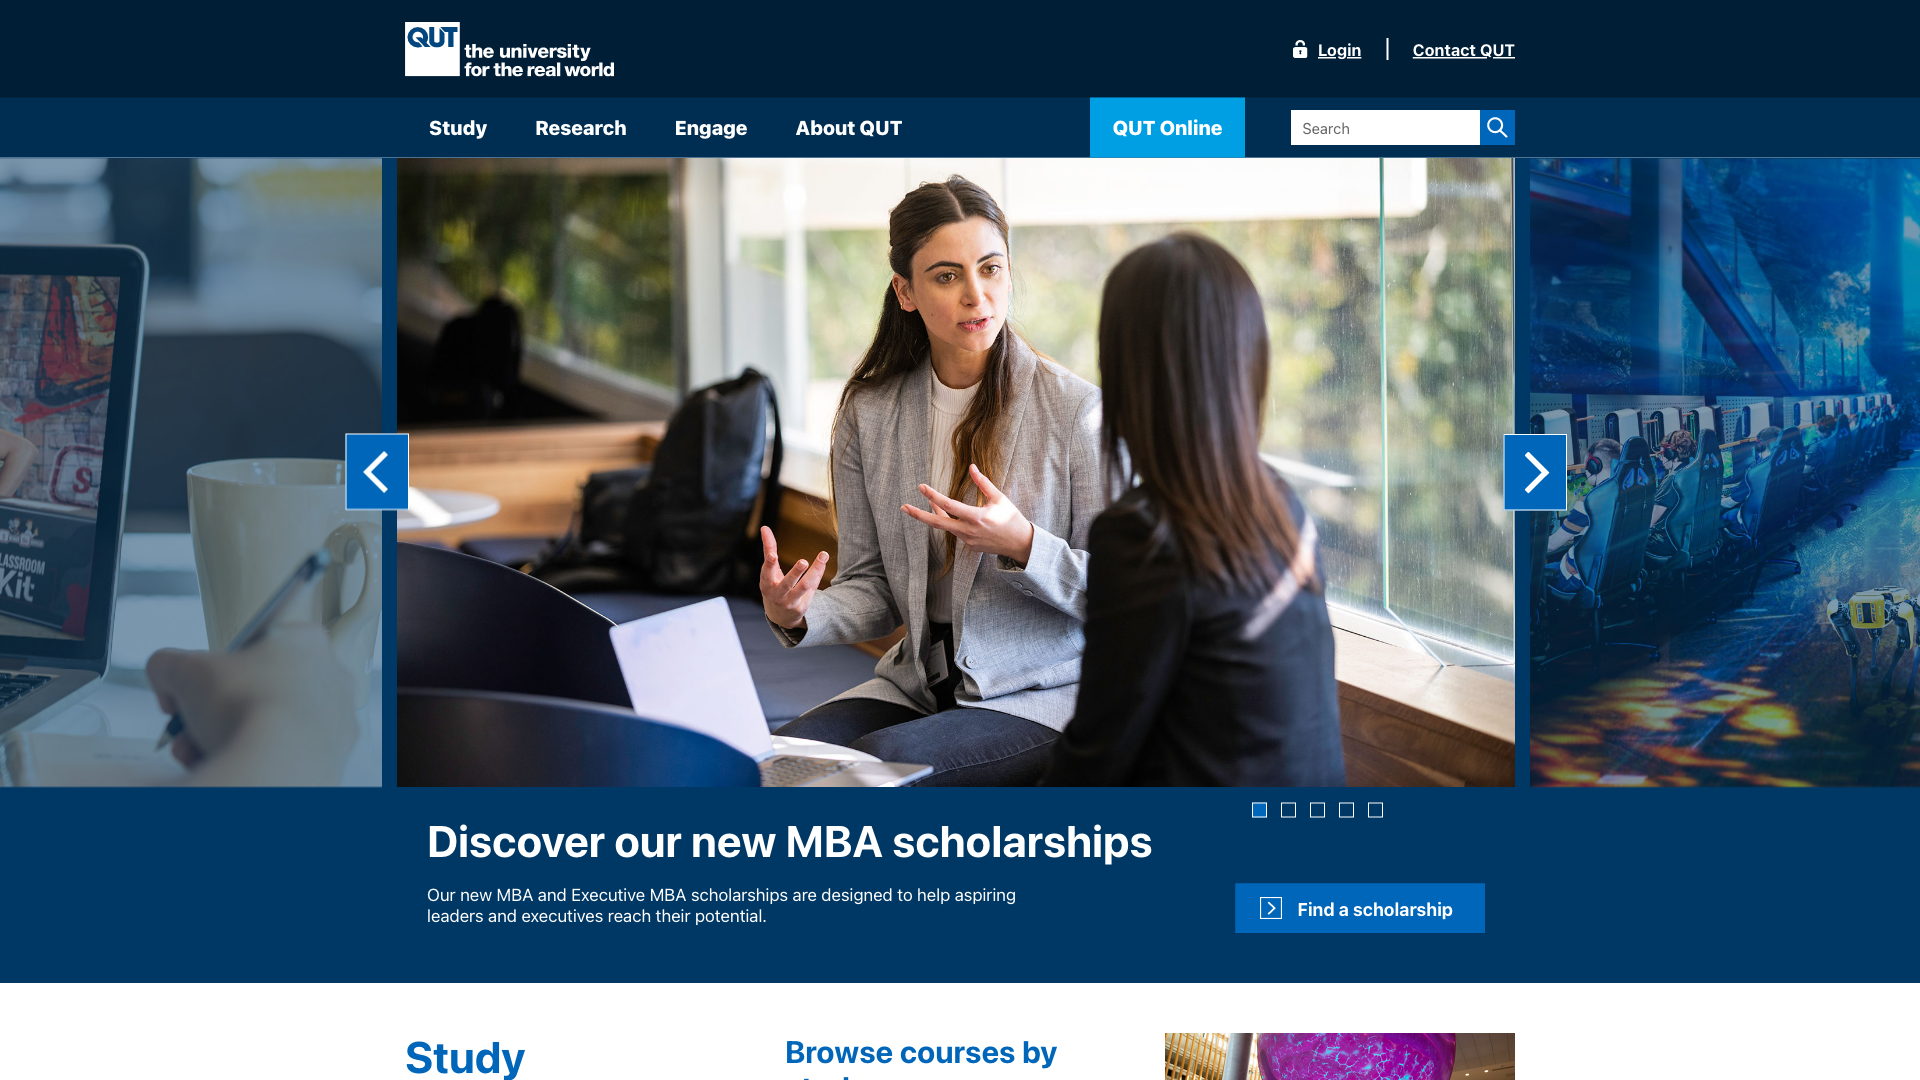 QUT
the university
for the real world
Login
Contact QUT
Study
Research
Engage
About QUT
QUT Online
Search
CLASSROOM
Kit
Discover our new MBA scholarships
Our new MBA and Executive MBA scholarships are designed to help aspiring
leaders and executives reach their potential.
Find a scholarship
Study
Browse courses by